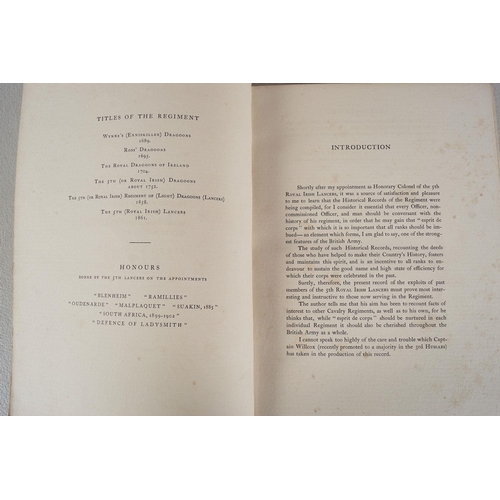 TITLES OF THE REGIMENT
WYNNE'S (ENNISKILLEN) DRAGOONS
1689.
ROSS' DRAGOONS
1695.
THE ROYAL DRAGOONS OF IRELAND
1704.
THE 5TH (OR ROYAL IRISH) DRAGOONS
ABOUT 1752.
THE 5TH (OR ROYAL IRISH) REGIMENT OF (LIGHT) DRAGOONS (LANCERS)
1858.
THE 5TH (ROYAL IRISH) LANCERS
1861.
HONOURS
BORNE BY THE 5TH LANCERS ON THE APPOINTMENTS
"BLENHEIM" "RAMILLIES"
"OUDENARDE" "MALPLAQUET" "SUAKIN, 1885"
"SOUTH AFRICA, 1899-1902"
"DEFENCE OF LADYSMITH"
INTRODUCTION
Shortly after my appointment as Honorary Colonel of the 5th
ROYAL IRISH LANCERS, it was a source of satisfaction and pleasure
to me to learn that the Historical Records of the Regiment were
being compiled, for I consider it essential that every Officer, non-
commissioned Officer, and man should be conversant with the
history of his regiment, in order that he may gain that "esprit de
corps" with which it is so important that all ranks should be im-
bued—an element which forms, I am glad to say, one of the strong-
est features of the British Army.
The study of such Historical Records, recounting the deeds
of those who have helped to make their Country's History, fosters
and maintains this spirit, and is an incentive to all ranks to en-
deavour to sustain the good name and high state of efficiency for
which their corps were celebrated in the past.
Surely, therefore, the present record of the exploits of past
members of the 5th ROYAL IRISH LANCERS must prove most inter-
esting and instructive to those now serving in the Regiment.
The author tells me that his aim has been to recount facts of
interest to other Cavalry Regiments, as well as to his own, for he
thinks that, while "esprit de corps" should be nurtured in each
individual Regiment it should also be cherished throughout the
British Army as a whole.
I cannot speak too highly of the care and trouble which Cap-
tain Willcox (recently promoted to a majority in the 3rd HUSSARS)
has taken in the production of this record.